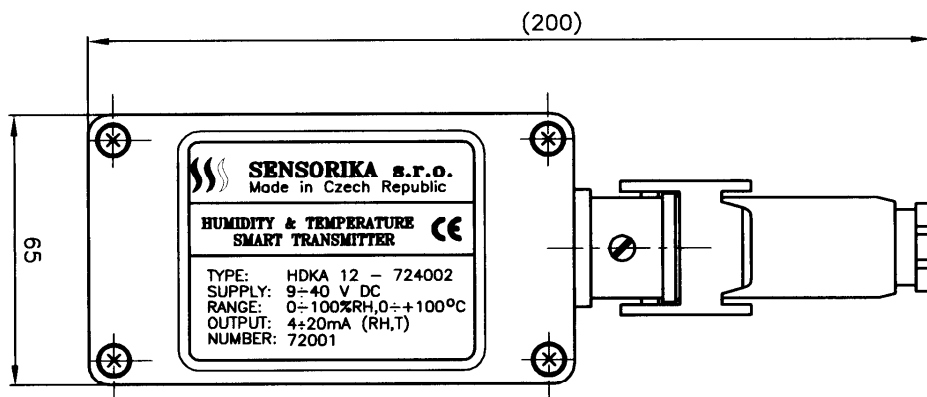 (200)
65
SENSORIKA s.r.o.
Made in Czech Republic
HUMIDITY & TEMPERATURE
SMART TRANSMITTER
CE
TYPE: HDKA 12 – 724002
SUPPLY: 9÷40 V DC
RANGE: 0÷100%RH,0÷+100°C
OUTPUT: 4÷20mA (RH,T)
NUMBER: 72001